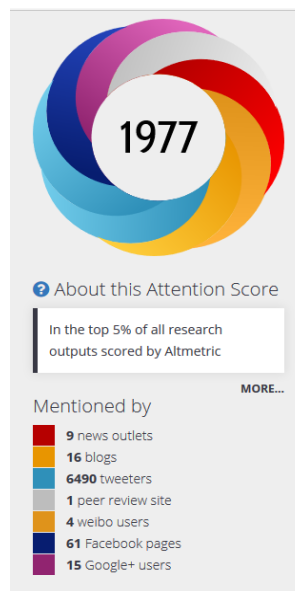 1977
? About this Attention Score
In the top 5% of all research
outputs scored by Altmetric
MORE...
Mentioned by
9 news outlets
16 blogs
6490 tweeters
1 peer review site
4 weibo users
61 Facebook pages
15 Google+ users